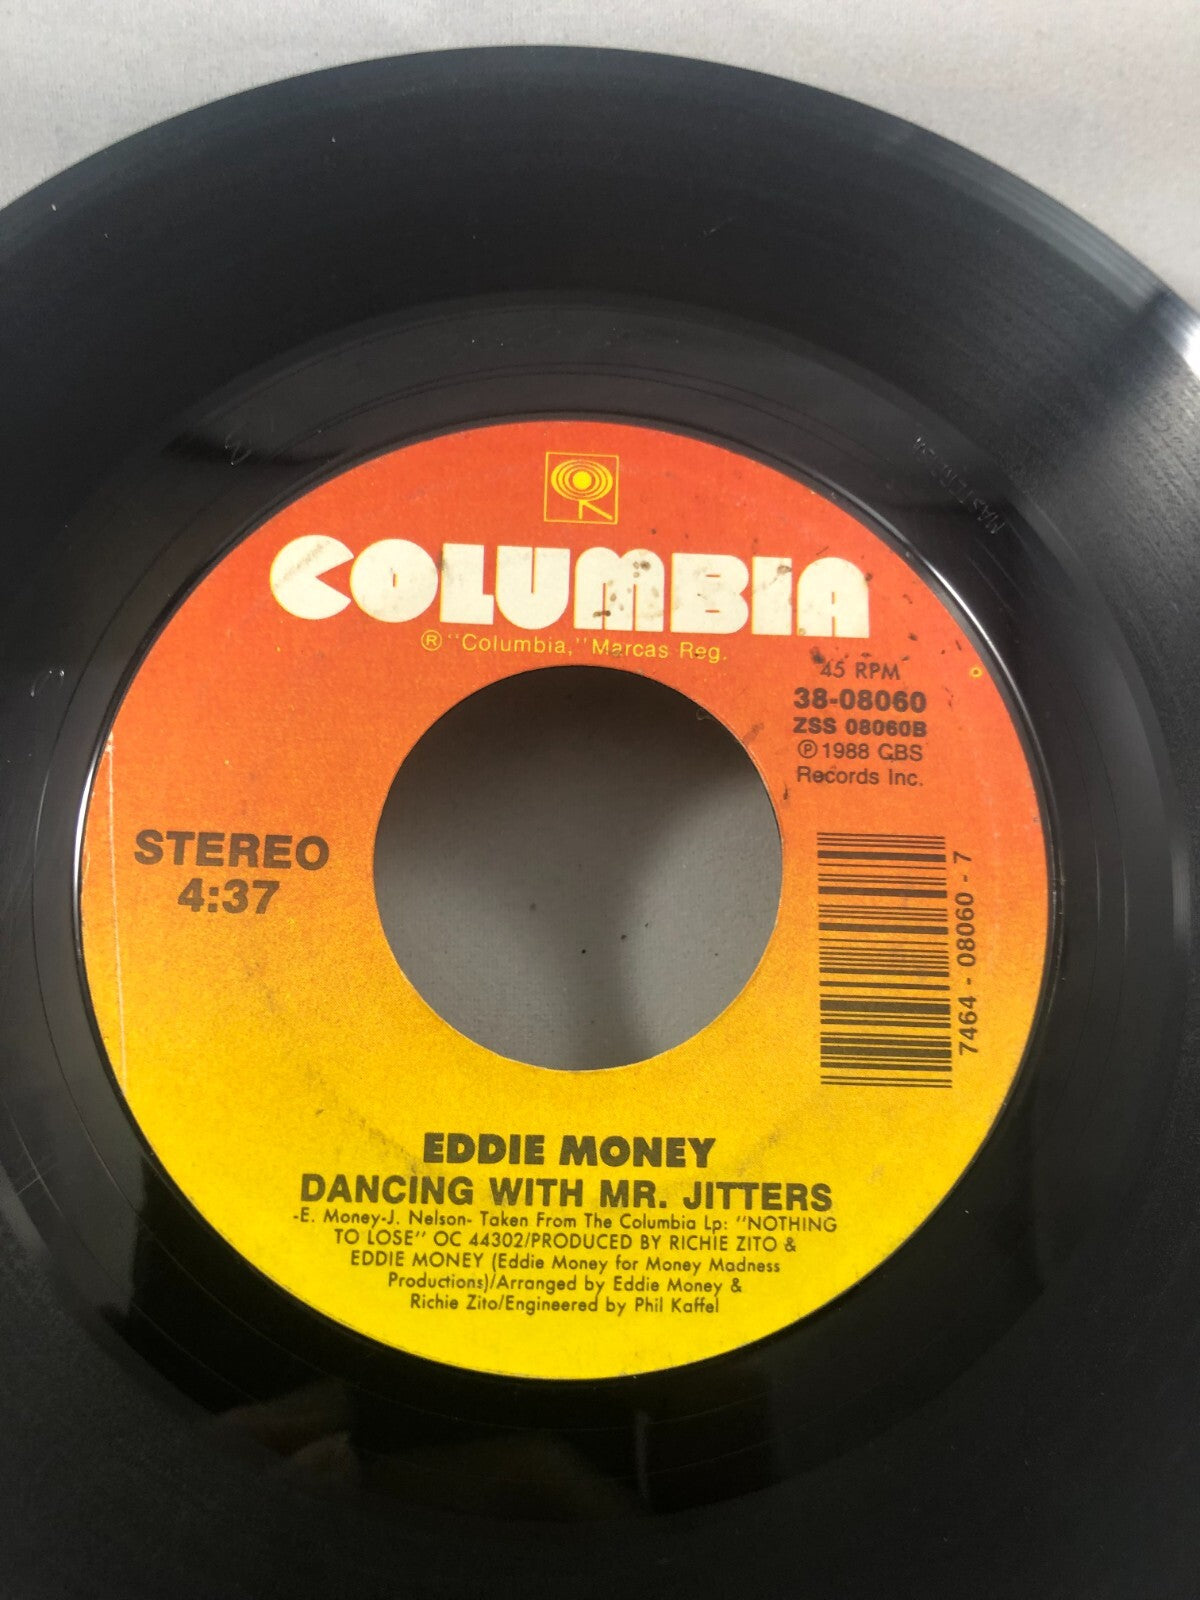 COLUMBIA
® "Columbia," Marcas Reg.
45 RPM
38-08060
ZSS 08060B
℗ 1988 CBS
Records Inc.
STEREO
4:37
7464 - 08060 - 7
EDDIE MONEY
DANCING WITH MR. JITTERS
-E. Money-J. Nelson- Taken From The Columbia Lp: "NOTHING
TO LOSE" OC 44302/PRODUCED BY RICHIE ZITO &
EDDIE MONEY (Eddie Money for Money Madness
Productions)/Arranged by Eddie Money &
Richie Zito/Engineered by Phil Kaffel